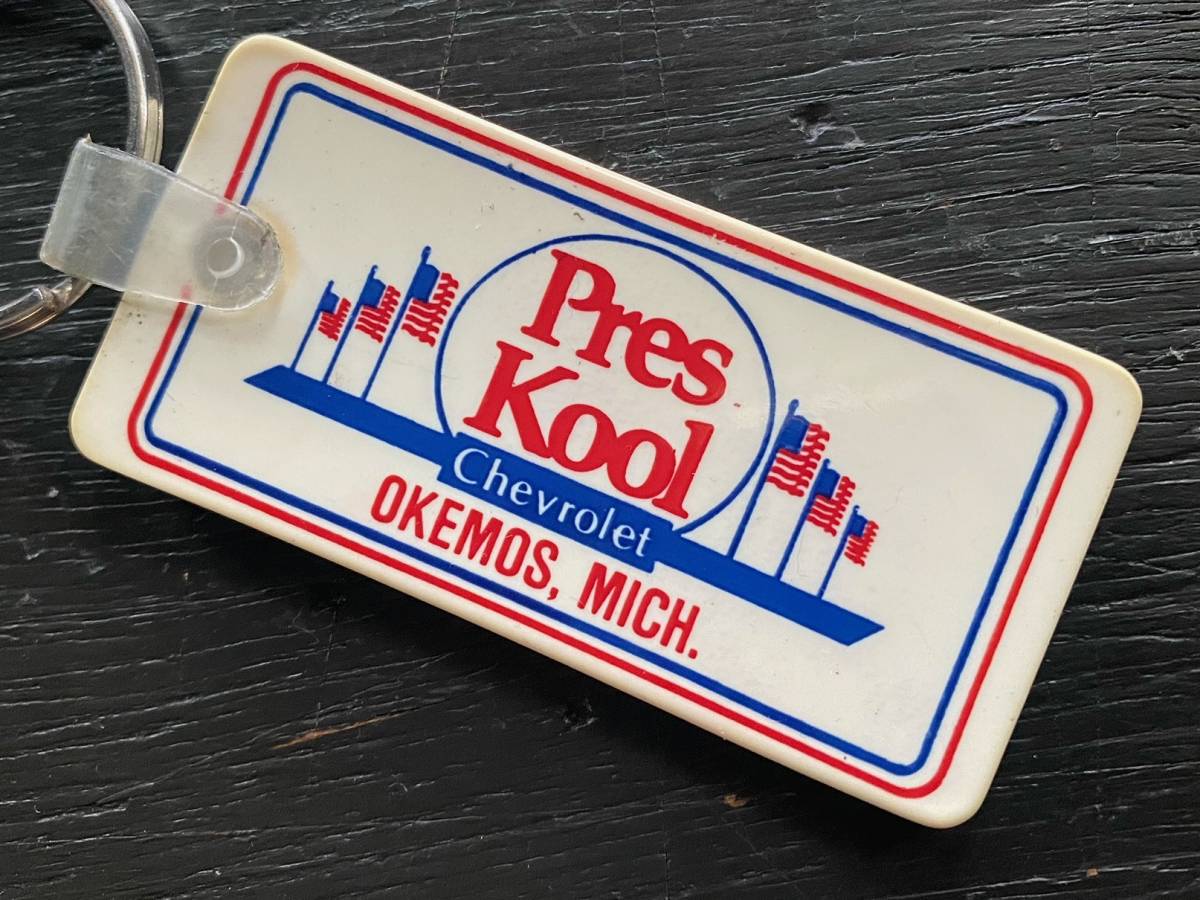 Pres
Kool
Chevrolet
OKEMOS, MICH.